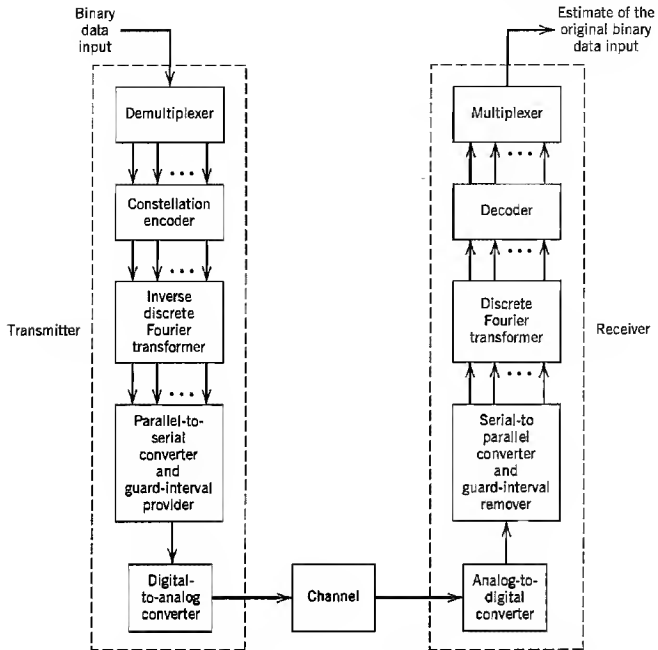 Binary
data
input
Estimate of the
original binary
data input
Demultiplexer
Constellation
encoder
Inverse
discrete
Fourier
transformer
Transmitter
Parallel-to-
serial
converter
and
guard-interval
provider
Digital-
to-analog
converter
Channel
Multiplexer
Decoder
Discrete
Fourier
transformer
Receiver
Serial-to
parallel
converter
and
guard-interval
remover
Analog-to-
digital
converter